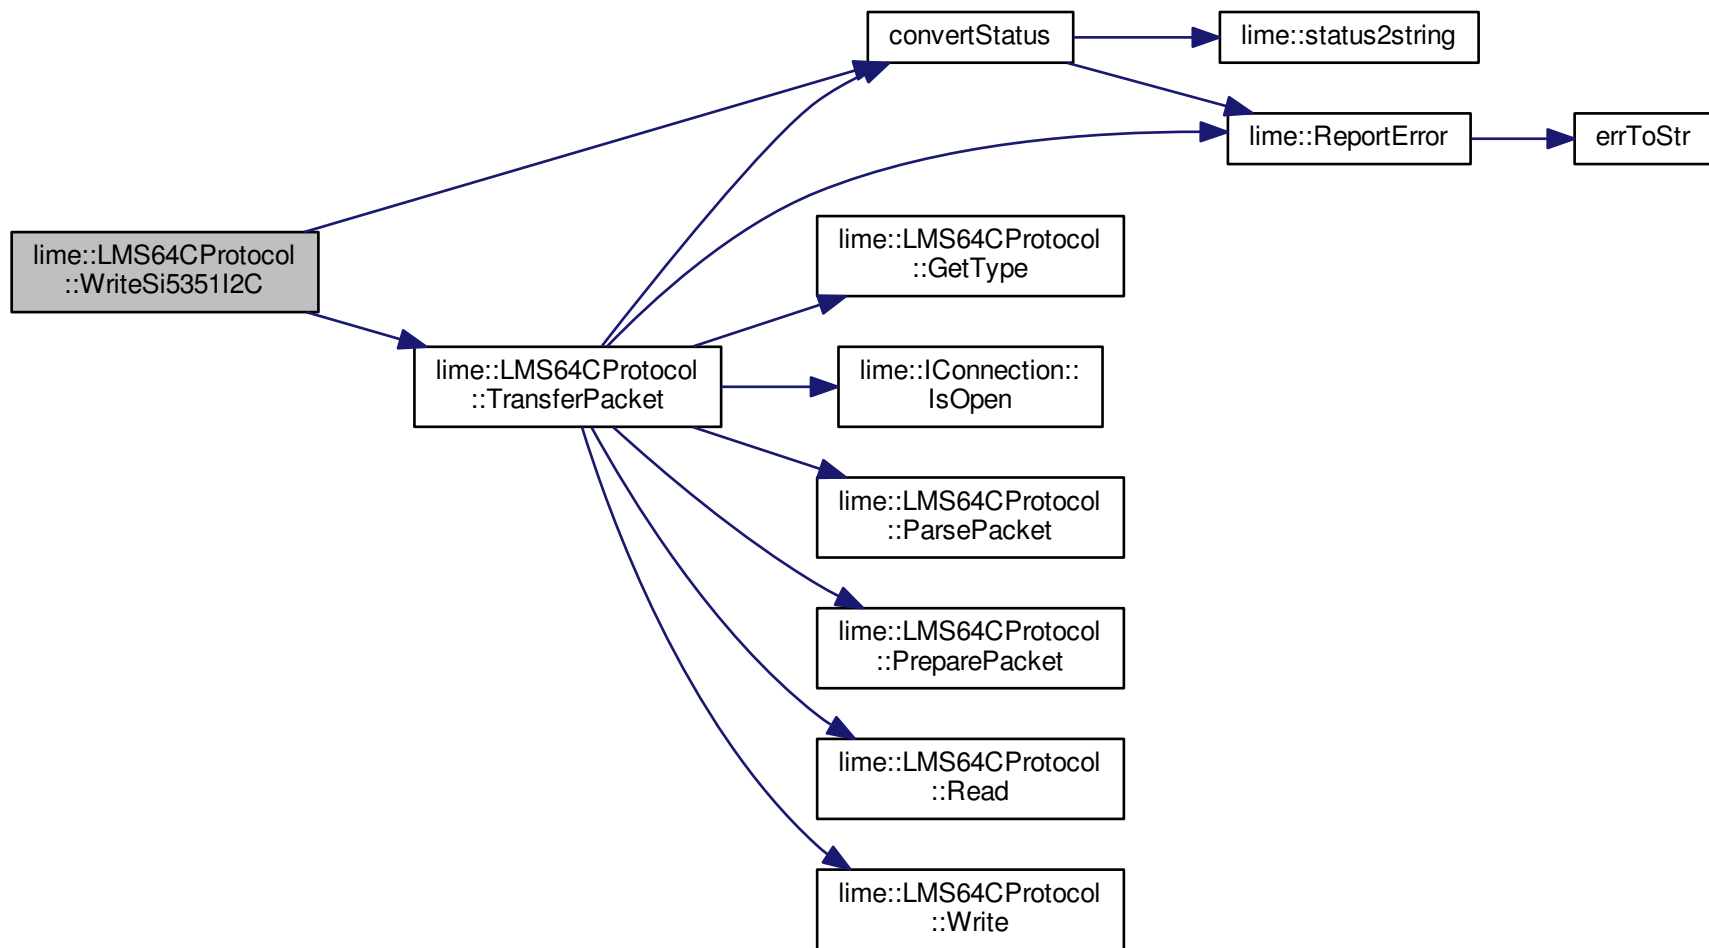 convertStatus
lime::status2string
lime::ReportError
errToStr
lime::LMS64CProtocol
::WriteSi5351I2C
lime::LMS64CProtocol
::GetType
lime::LMS64CProtocol
::TransferPacket
lime::IConnection::
IsOpen
lime::LMS64CProtocol
::ParsePacket
lime::LMS64CProtocol
::PreparePacket
lime::LMS64CProtocol
::Read
lime::LMS64CProtocol
::Write